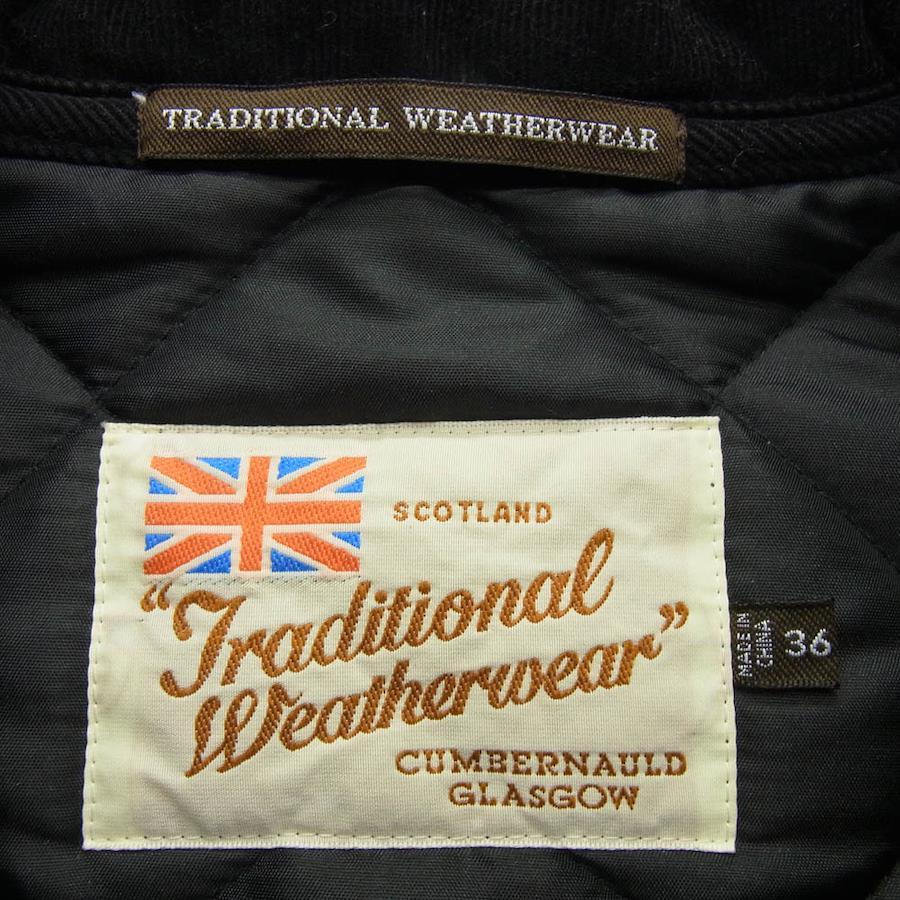 TRADITIONAL WEATHERWEAR
SCOTLAND
"Traditional
Weatherwear"
CUMBERNAULD
GLASGOW
MADE IN
CHINA
36